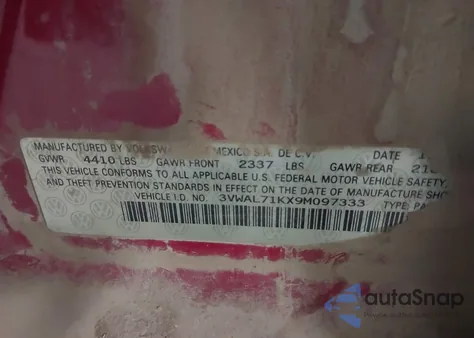 MANUFACTURED BY VOLKSW MEXICO S.A. DE C.V. DATE
GVWR 4410 LBS GAWR FRONT 2337 LBS GAWR REAR
THIS VEHICLE CONFORMS TO ALL APPLICABLE U.S. FEDERAL MOTOR VEHICLE SAFETY
AND THEFT PREVENTION STANDARDS IN EFFECT ON THE DATE OF MANUFACTURE SHO
VEHICLE I.D. NO. 3VWAL71KX9M097333 TYPE: PA
autaSnap